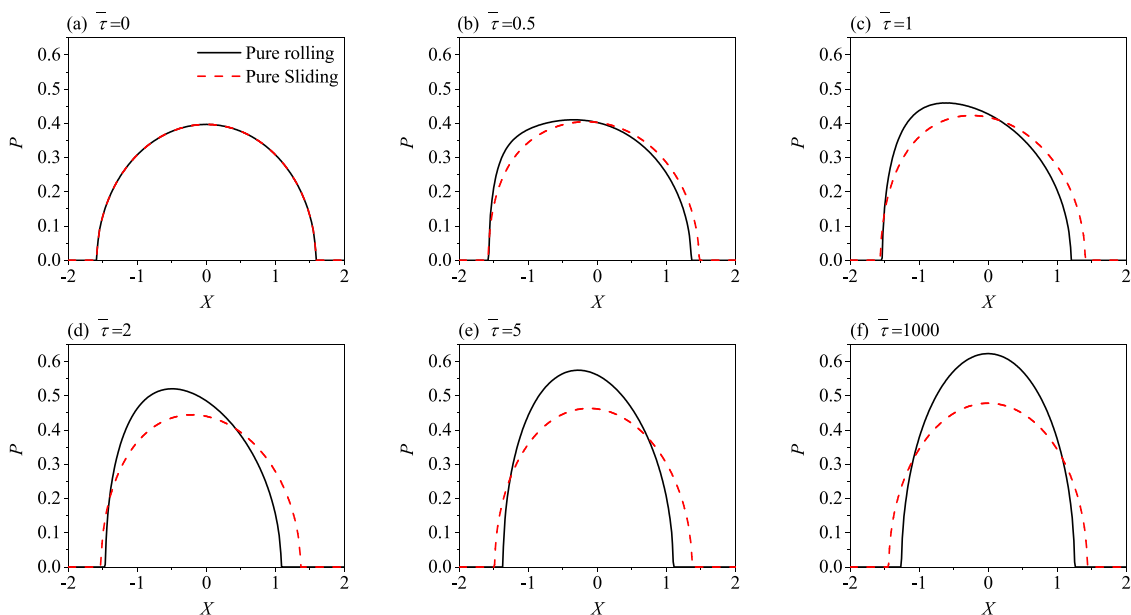 (a) τ̅=0
(b) τ̅=0.5
(c) τ̅=1
Pure rolling
Pure Sliding
P
0.6
0.5
0.4
0.3
0.2
0.1
0.0
-2 -1 0 1 2
X
P
0.6
0.5
0.4
0.3
0.2
0.1
0.0
-2 -1 0 1 2
X
P
0.6
0.5
0.4
0.3
0.2
0.1
0.0
-2 -1 0 1 2
X
(d) τ̅=2
(e) τ̅=5
(f) τ̅=1000
P
0.6
0.5
0.4
0.3
0.2
0.1
0.0
-2 -1 0 1 2
X
P
0.6
0.5
0.4
0.3
0.2
0.1
0.0
-2 -1 0 1 2
X
P
0.6
0.5
0.4
0.3
0.2
0.1
0.0
-2 -1 0 1 2
X